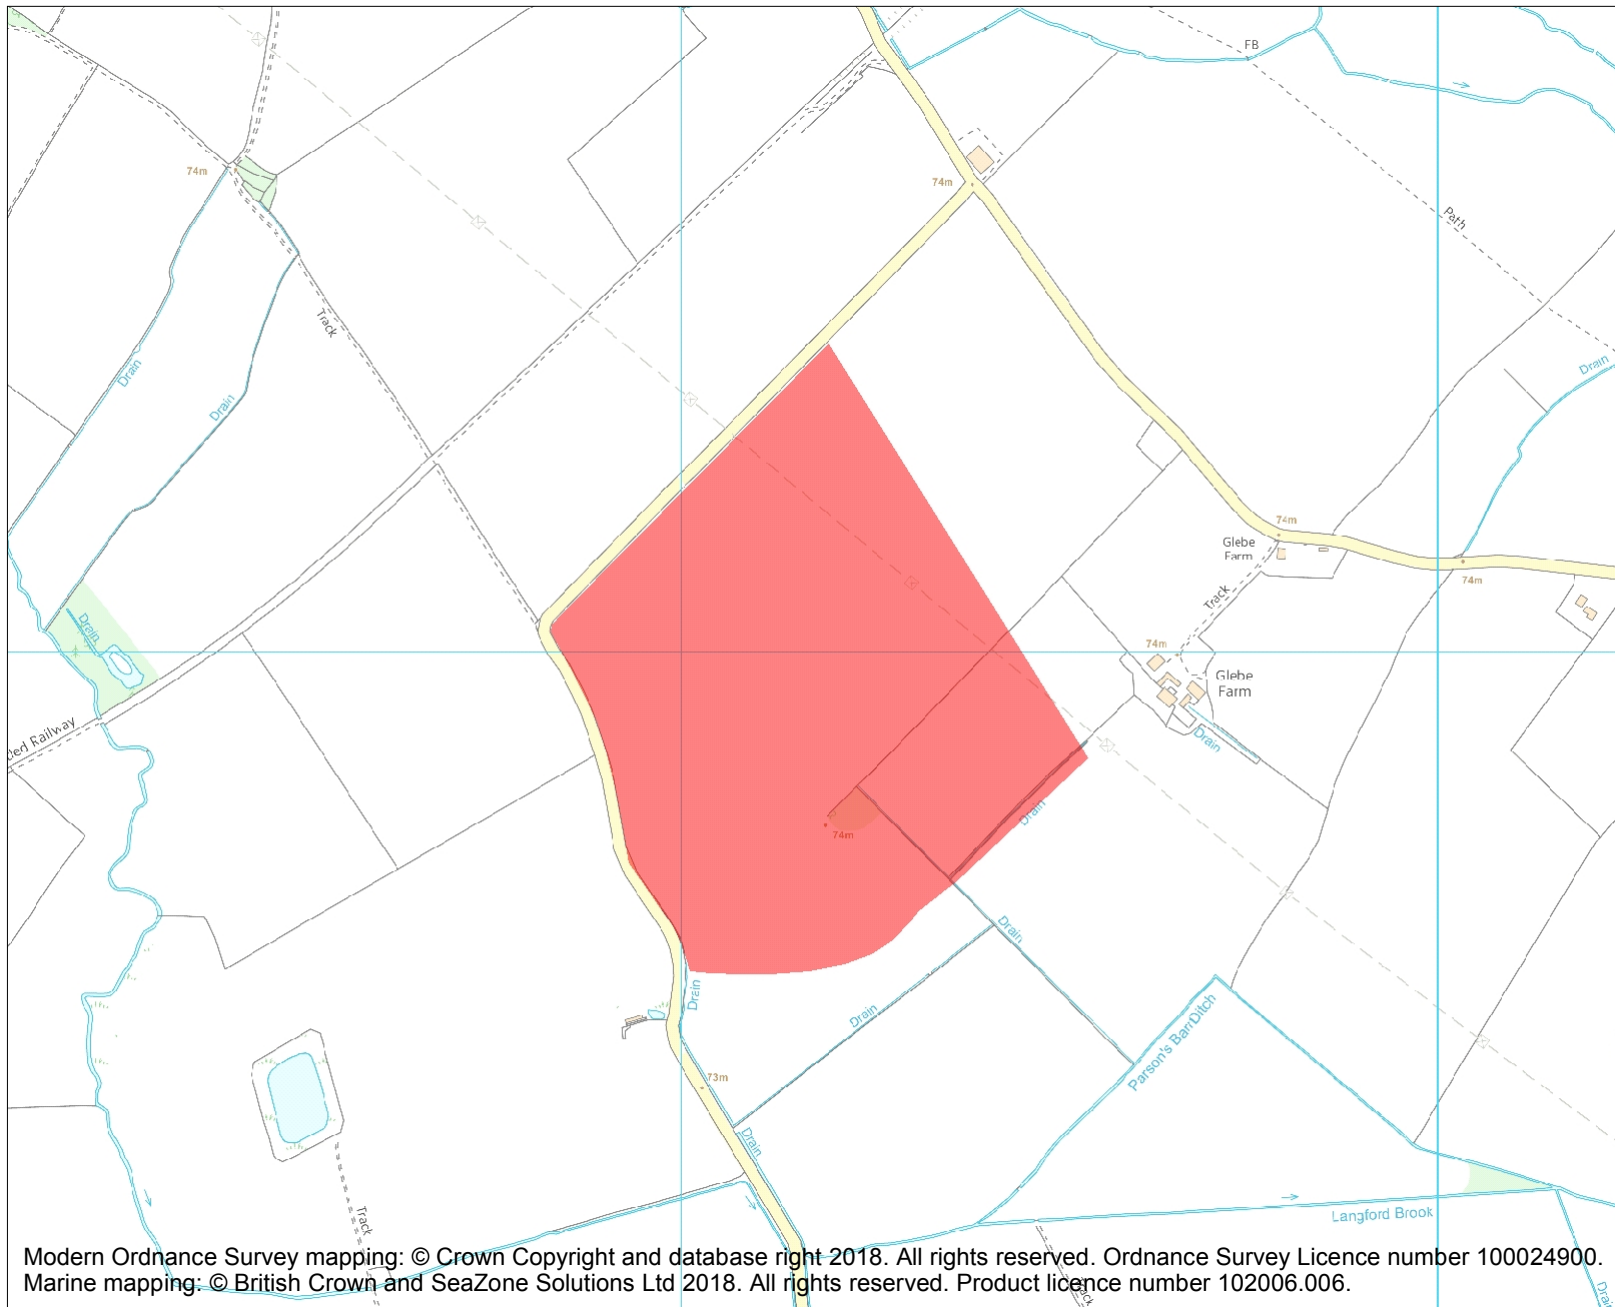 FB
74m
74m
Path
Track
Drain
Drain
Drain
74m
Glebe
Farm
74m
Track
Drain
74m
Glebe
Farm
Drain
Railway
Drain
74m
Drain
Drain
Drain
Parson's Barr Ditch
73m
Drain
Track
Langford Brook
Track
Modern Ordnance Survey mapping: © Crown Copyright and database right 2018. All rights reserved. Ordnance Survey Licence number 100024900.
Marine mapping: © British Crown and SeaZone Solutions Ltd 2018. All rights reserved. Product licence number 102006.006.